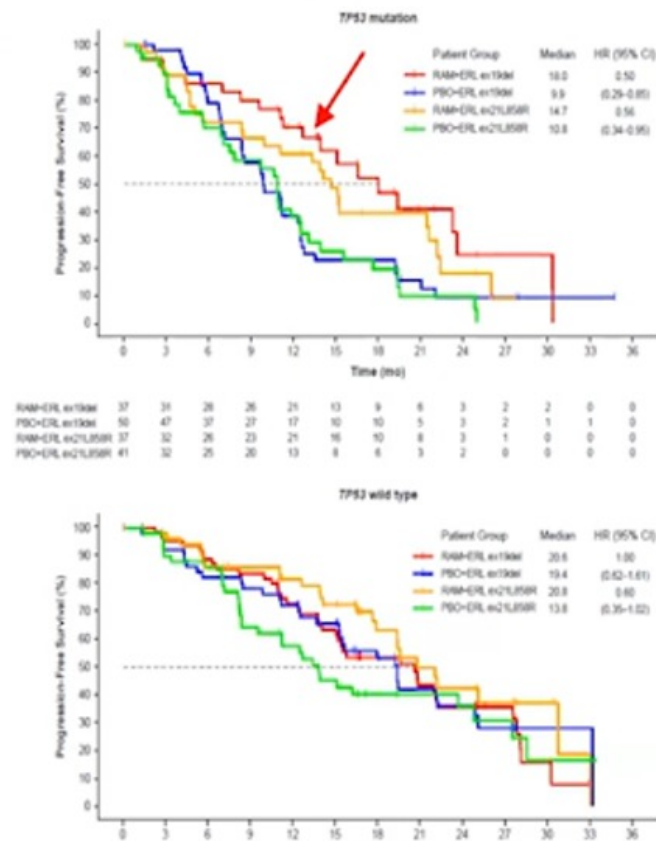 TP53 mutation
Patient Group Median HR (95% CI)
RAM+ERL ex19del 18.0 0.50
PBO+ERL ex19del 9.9 (0.29–0.85)
RAM+ERL ex21L858R 14.7 0.56
PBO+ERL ex21L858R 10.8 (0.34–0.95)
Progression-Free Survival (%)
100
90
80
70
60
50
40
30
20
10
0
0 3 6 9 12 15 18 21 24 27 30 33 36
Time (mo)
RAM+ERL ex19del 37 31 28 26 21 13 9 6 3 2 2 0 0
PBO+ERL ex19del 50 47 37 27 17 10 10 5 3 2 1 1 0
RAM+ERL ex21L858R 37 32 26 23 21 16 10 8 3 1 0 0 0
PBO+ERL ex21L858R 41 32 25 20 13 8 6 3 2 0 0 0 0
TP53 wild type
Patient Group Median HR (95% CI)
RAM+ERL ex19del 20.6 1.00
PBO+ERL ex19del 19.4 (0.62–1.61)
RAM+ERL ex21L858R 20.8 0.60
PBO+ERL ex21L858R 13.8 (0.35–1.02)
Progression-Free Survival (%)
100
90
80
70
60
50
40
30
20
10
0
0 3 6 9 12 15 18 21 24 27 30 33 36